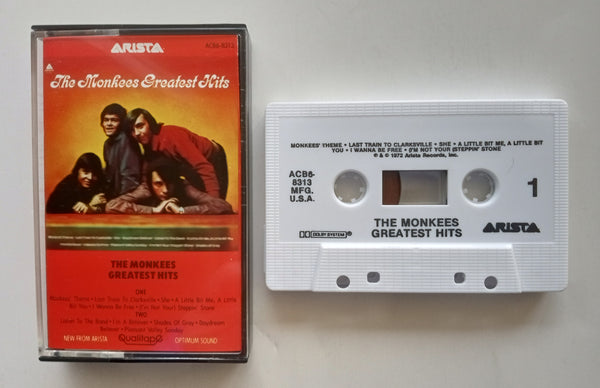 ARISTA
ACB6-8313
The Monkees Greatest Hits
THE MONKEES
GREATEST HITS
ONE
Monkees' Theme • Last Train To Clarksville • She • A Little Bit Me, A Little
Bit You • I Wanna Be Free • (I'm Not Your) Steppin' Stone
TWO
Listen To The Band • I'm A Believer • Shades Of Gray • Daydream
Believer • Pleasant Valley Sunday
NEW FROM ARISTA
Qualitape
OPTIMUM SOUND
MONKEES' THEME • LAST TRAIN TO CLARKSVILLE • SHE • A LITTLE BIT ME, A LITTLE BIT
YOU • I WANNA BE FREE • (I'M NOT YOUR) STEPPIN' STONE
℗ & © 1972 Arista Records, Inc.
ACB6-
8313
MFG.
U.S.A.
1
DOLBY SYSTEM®
THE MONKEES
GREATEST HITS
ARISTA